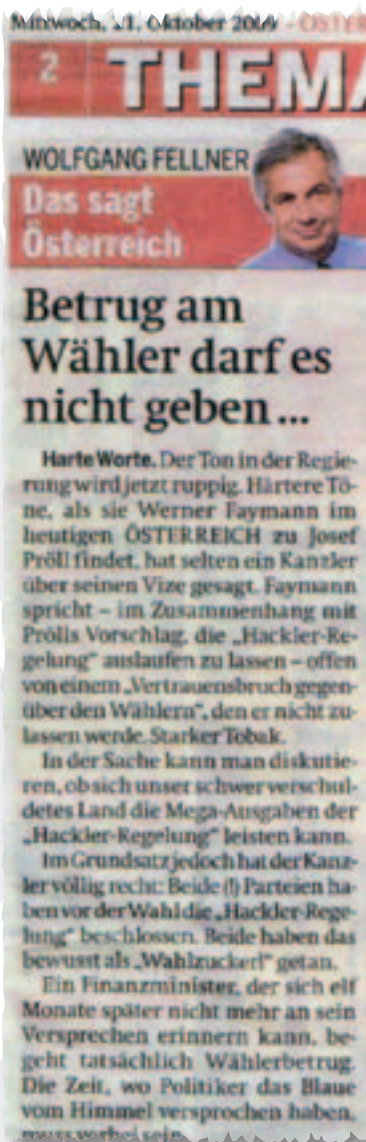 Mittwoch, 21. Oktober 2009 – ÖSTER
2 THEMA
WOLFGANG FELLNER
Das sagt
Österreich
Betrug am
Wähler darf es
nicht geben ...
Harte Worte. Der Ton in der Regie-
rung wird jetzt ruppig. Härtere Tö-
ne, als sie Werner Faymann im
heutigen ÖSTERREICH zu Josef
Pröll findet, hat selten ein Kanzler
über seinen Vize gesagt. Faymann
spricht – im Zusammenhang mit
Prölls Vorschlag, die „Hackler-Re-
gelung“ auslaufen zu lassen – offen
von einem „Vertrauensbruch gegen-
über den Wählern“, den er nicht zu-
lassen werde. Starker Tobak.
In der Sache kann man diskutie-
ren, ob sich unser schwer verschul-
detes Land die Mega-Ausgaben der
„Hackler-Regelung“ leisten kann.
Im Grundsatz jedoch hat der Kanz-
ler völlig recht: Beide (!) Parteien ha-
ben vor der Wahl die „Hackler-Rege-
lung“ beschlossen. Beide haben das
bewusst als „Wahlzuckerl“ getan.
Ein Finanzminister, der sich elf
Monate später nicht mehr an sein
Versprechen erinnern kann, be-
geht tatsächlich Wählerbetrug.
Die Zeit, wo Politiker das Blaue
vom Himmel versprochen haben,
muss vorbei sein.